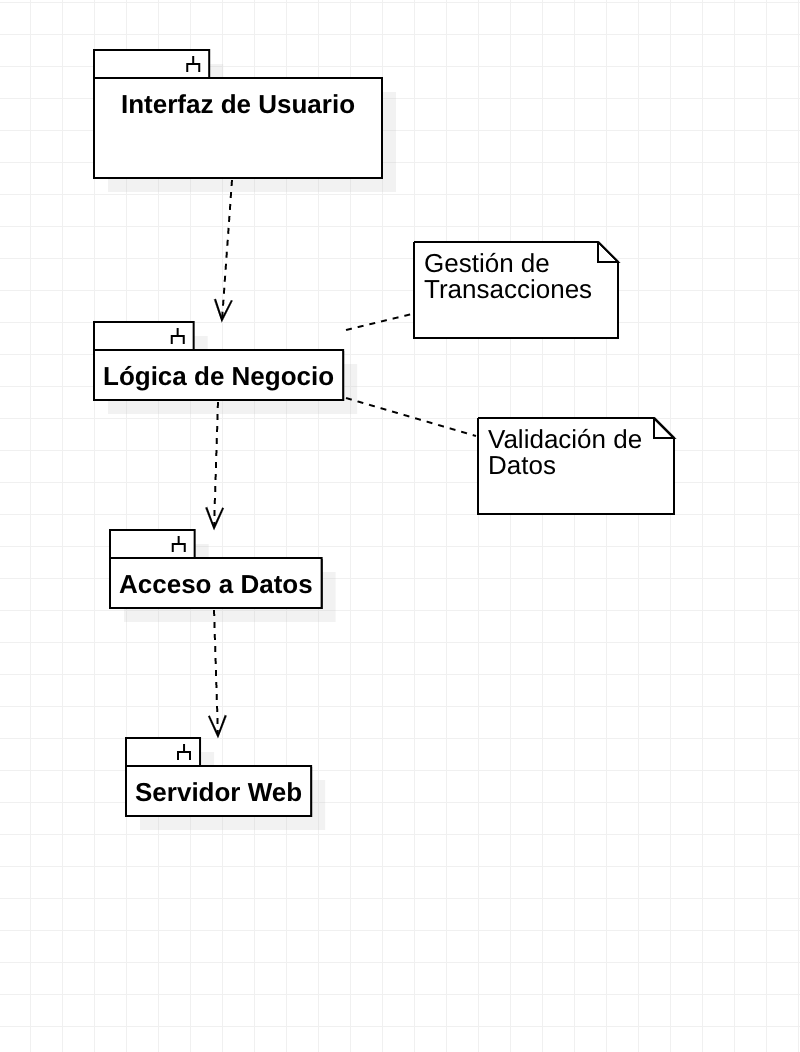 Interfaz de Usuario
Gestión de
Transacciones
Lógica de Negocio
Validación de
Datos
Acceso a Datos
Servidor Web